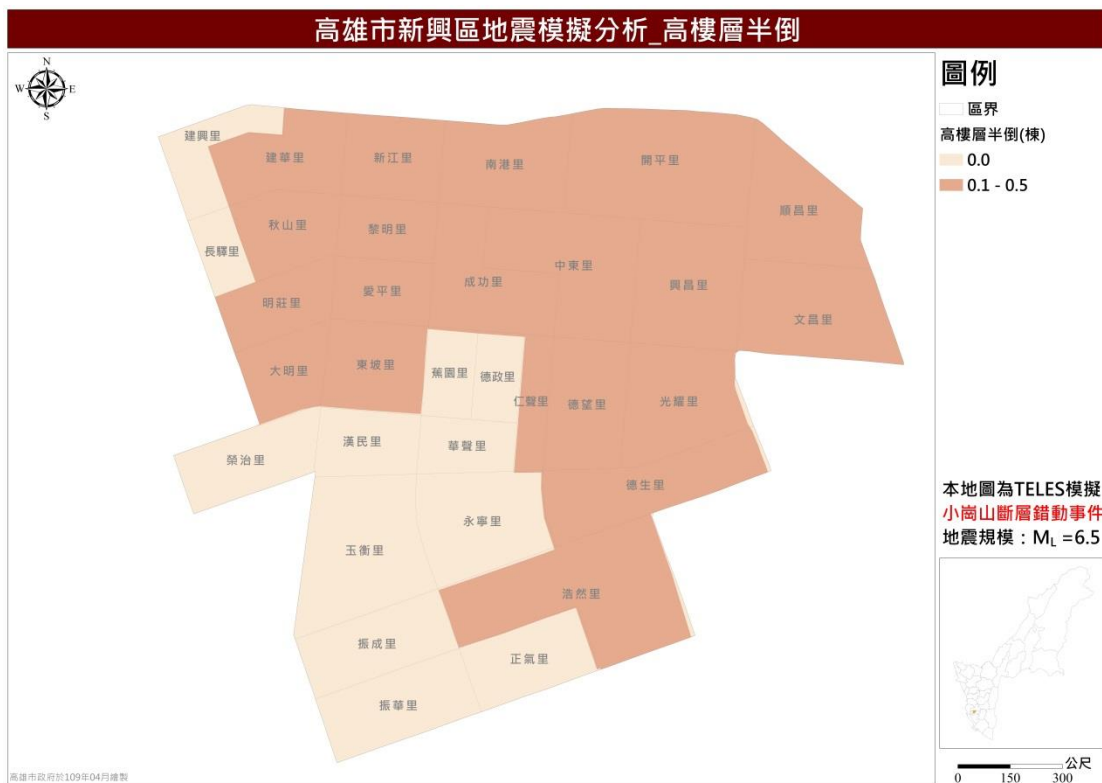 高雄市新興區地震模擬分析_高樓層半倒
N
W
E
S
圖例
區界
高樓層半倒(棟)
0.0
0.1 - 0.5
建興里
建華里
新江里
南港里
開平里
順昌里
長驛里
秋山里
黎明里
中東里
成功里
興昌里
明莊里
愛平里
文昌里
大明里
東坡里
蕉園里
德政里
仁聲里
德望里
光耀里
榮治里
漢民里
華聲里
德生里
永寧里
玉衡里
浩然里
振成里
正氣里
振華里
本地圖為TELES模擬
小崗山斷層錯動事件
地震規模：ML =6.5
公尺
0 150 300
高雄市政府於109年04月繪製